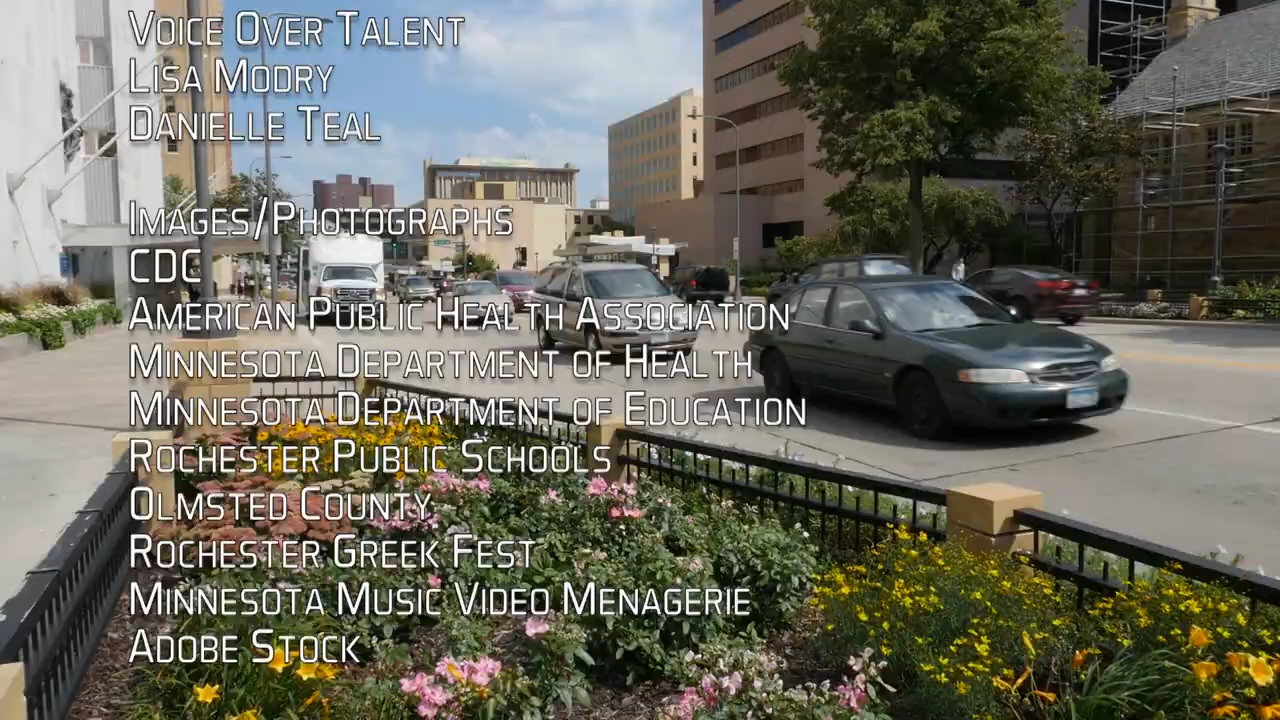 Voice Over Talent
Lisa Modry
Danielle Teal
Images/Photographs
CDC
American Public Health Association
Minnesota Department of Health
Minnesota Department of Education
Rochester Public Schools
Olmsted County
Rochester Greek Fest
Minnesota Music Video Menagerie
Adobe Stock